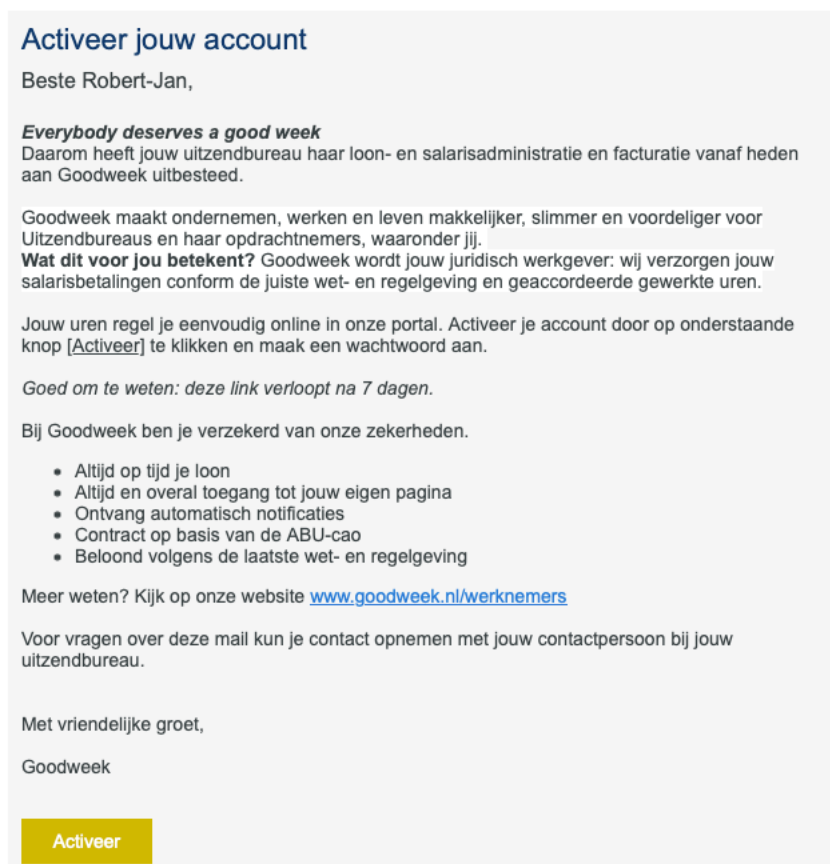 Activeer jouw account
Beste Robert-Jan,
Everybody deserves a good week
Daarom heeft jouw uitzendbureau haar loon- en salarisadministratie en facturatie vanaf heden
aan Goodweek uitbesteed.
Goodweek maakt ondernemen, werken en leven makkelijker, slimmer en voordeliger voor
Uitzendbureaus en haar opdrachtnemers, waaronder jij.
Wat dit voor jou betekent? Goodweek wordt jouw juridisch werkgever: wij verzorgen jouw
salarisbetalingen conform de juiste wet- en regelgeving en geaccordeerde gewerkte uren.
Jouw uren regel je eenvoudig online in onze portal. Activeer je account door op onderstaande
knop [Activeer] te klikken en maak een wachtwoord aan.
Goed om te weten: deze link verloopt na 7 dagen.
Bij Goodweek ben je verzekerd van onze zekerheden.
• Altijd op tijd je loon
• Altijd en overal toegang tot jouw eigen pagina
• Ontvang automatisch notificaties
• Contract op basis van de ABU-cao
• Beloond volgens de laatste wet- en regelgeving
Meer weten? Kijk op onze website www.goodweek.nl/werknemers
Voor vragen over deze mail kun je contact opnemen met jouw contactpersoon bij jouw
uitzendbureau.
Met vriendelijke groet,
Goodweek
Activeer